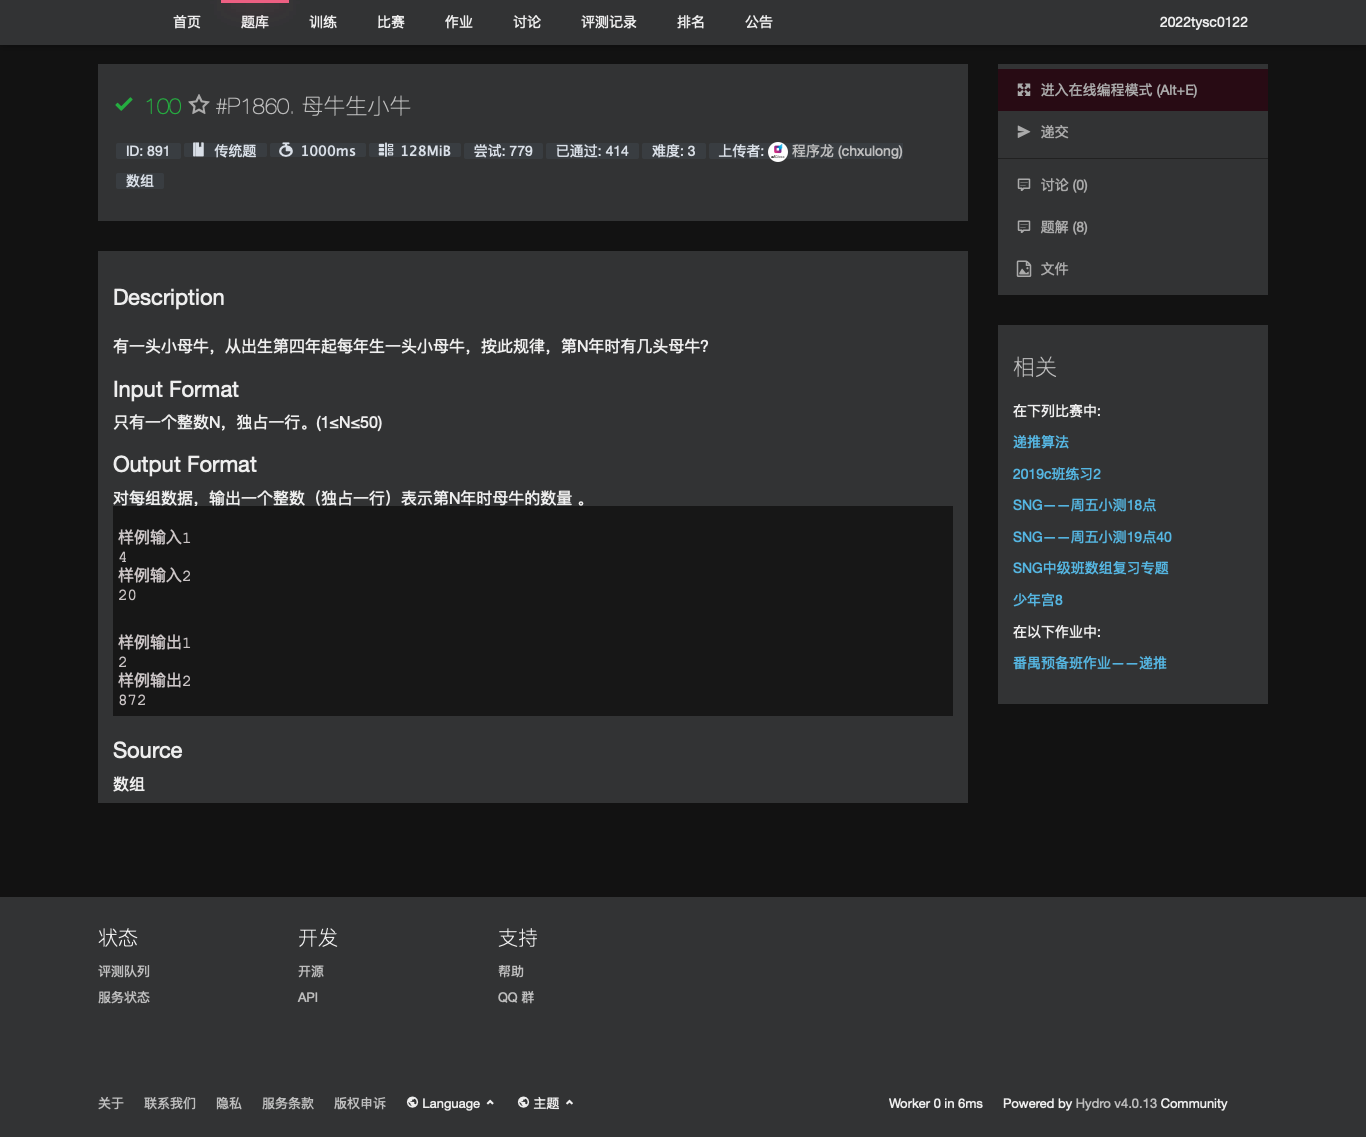 首页 题库 训练 比赛 作业 讨论 评测记录 排名 公告 2022tysc0122
100 #P1860. 母牛生小牛
ID: 891 传统题 1000ms 128MiB 尝试: 779 已通过: 414 难度: 3 上传者: 程序龙 (chxulong)
数组
Description
有一头小母牛，从出生第四年起每年生一头小母牛，按此规律，第N年时有几头母牛?
Input Format
只有一个整数N，独占一行。(1≤N≤50)
Output Format
对每组数据，输出一个整数（独占一行）表示第N年时母牛的数量 。
样例输入1
4
样例输入2
20
样例输出1
2
样例输出2
872
Source
数组
进入在线编程模式 (Alt+E)
递交
讨论 (0)
题解 (8)
文件
相关
在下列比赛中:
递推算法
2019c班练习2
SNG——周五小测18点
SNG——周五小测19点40
SNG中级班数组复习专题
少年宫8
在以下作业中:
番禺预备班作业——递推
状态 开发 支持
评测队列 开源 帮助
服务状态 API QQ 群
关于 联系我们 隐私 服务条款 版权申诉 Language 主题 Worker 0 in 6ms Powered by Hydro v4.0.13 Community